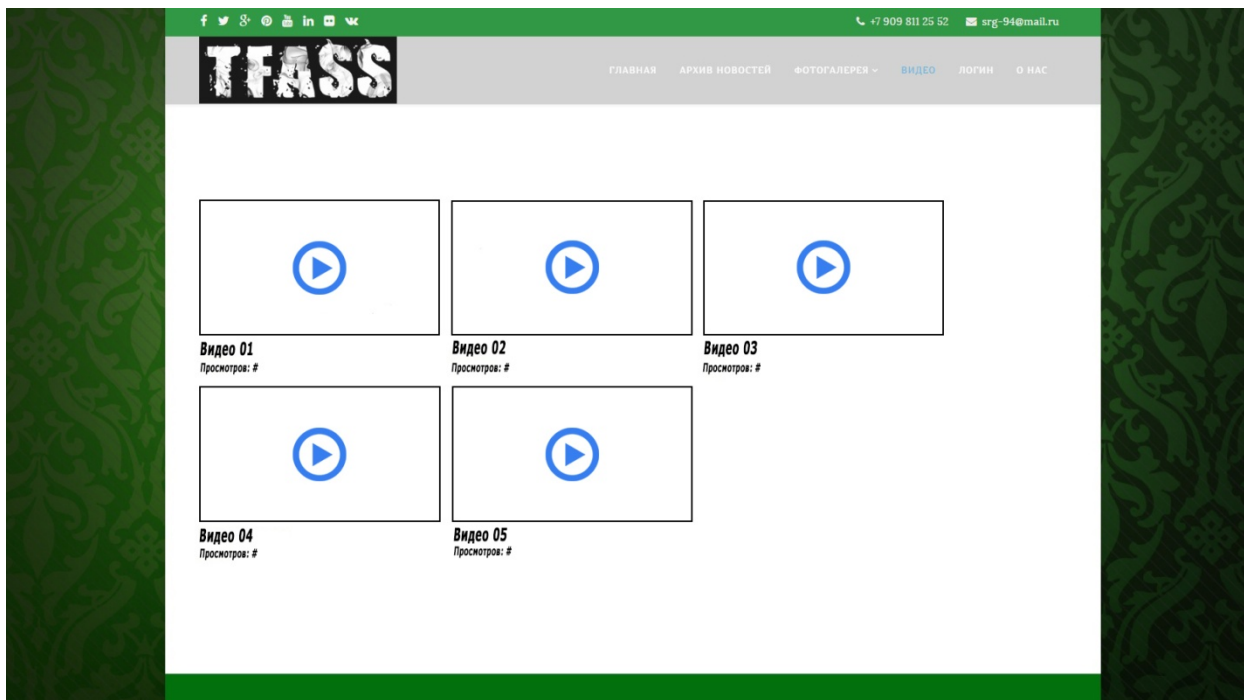 +7 909 811 25 52 srg-94@mail.ru
TFASS
ГЛАВНАЯ АРХИВ НОВОСТЕЙ ФОТОГАЛЕРЕЯ ВИДЕО ЛОГИН О НАС
Видео 01 Видео 02 Видео 03
Просмотров: # Просмотров: # Просмотров: #
Видео 04 Видео 05
Просмотров: # Просмотров: #